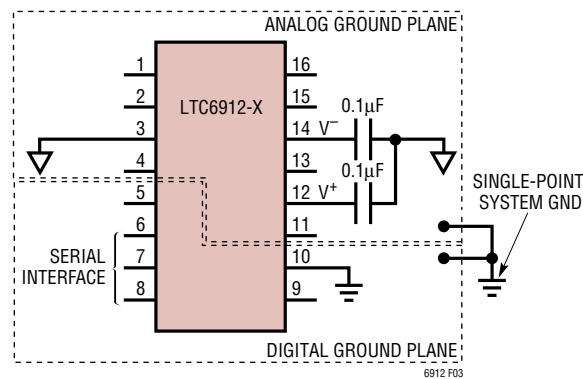 ANALOG GROUND PLANE
1
16
2
15
LTC6912-X
0.1µF
3
14 V−
4
13
0.1µF
5
12 V+
SINGLE-POINT
SYSTEM GND
6
11
SERIAL
INTERFACE
7
10
8
9
DIGITAL GROUND PLANE
6912 F03